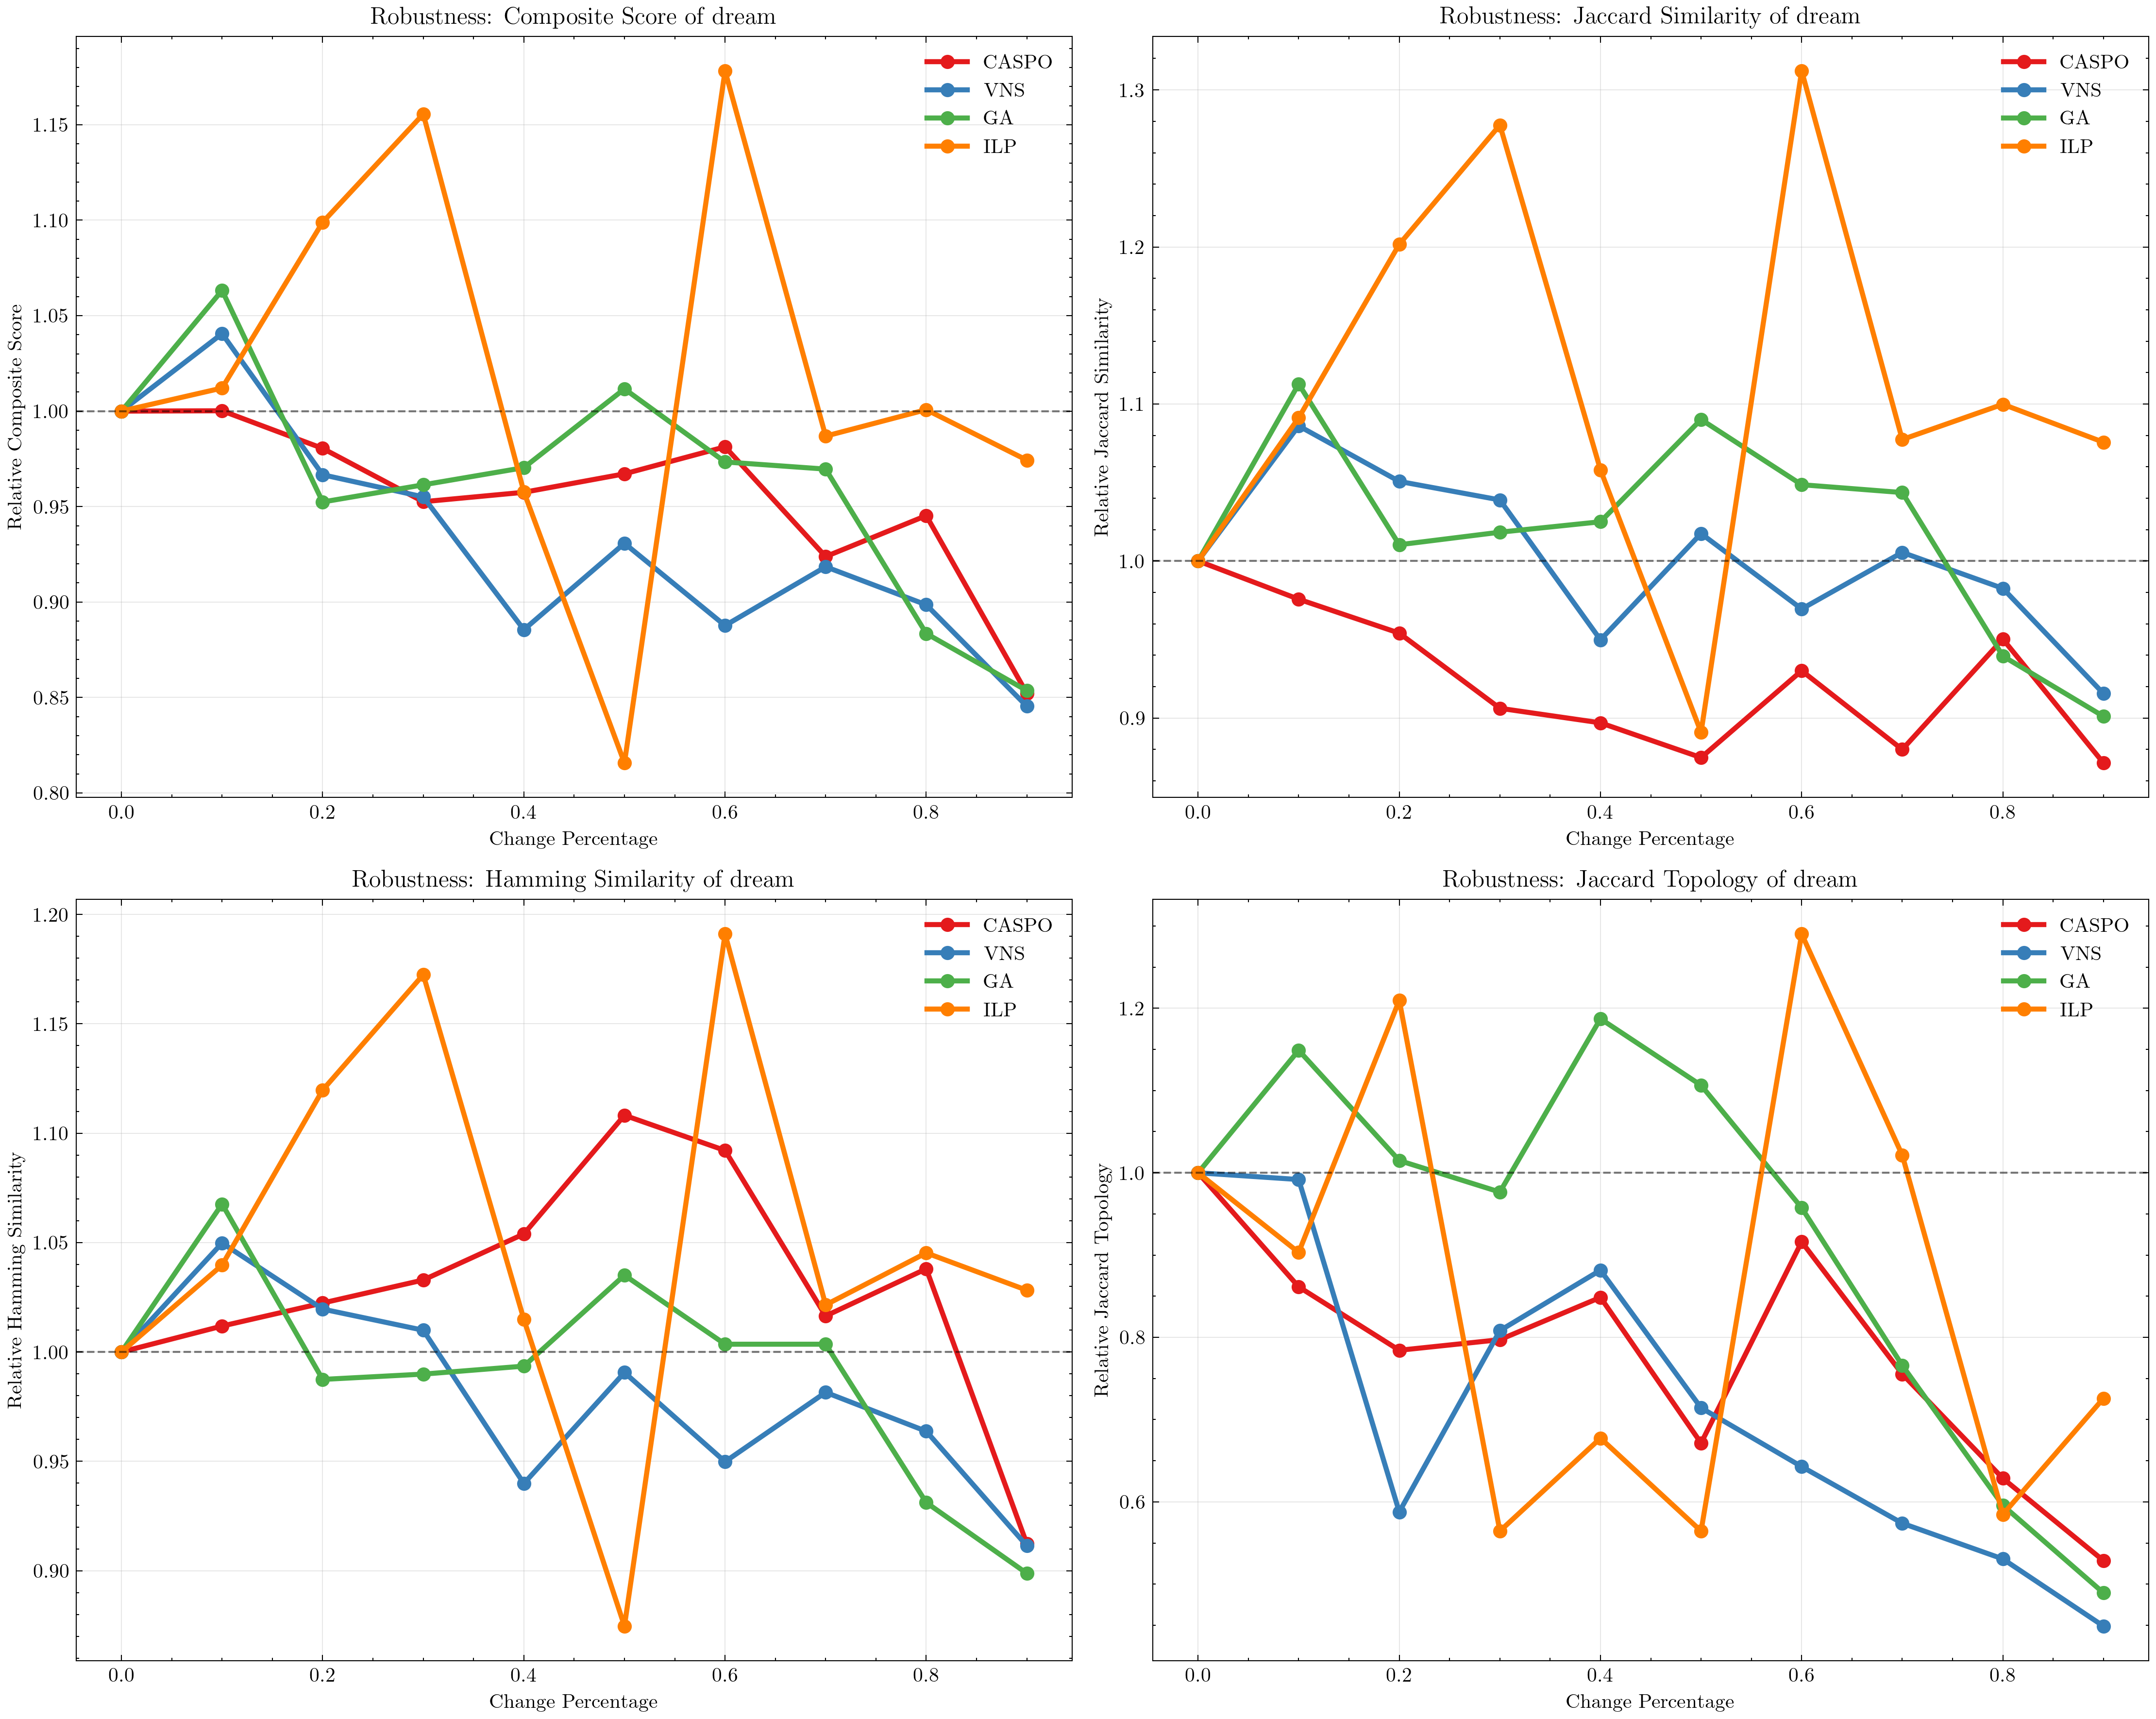 Robustness: Composite Score of dream
Relative Composite Score
1.15
1.10
1.05
1.00
0.95
0.90
0.85
0.80
0.0 0.2 0.4 0.6 0.8
Change Percentage
CASPO
VNS
GA
ILP
Robustness: Jaccard Similarity of dream
Relative Jaccard Similarity
1.3
1.2
1.1
1.0
0.9
0.0 0.2 0.4 0.6 0.8
Change Percentage
CASPO
VNS
GA
ILP
Robustness: Hamming Similarity of dream
Relative Hamming Similarity
1.20
1.15
1.10
1.05
1.00
0.95
0.90
0.0 0.2 0.4 0.6 0.8
Change Percentage
CASPO
VNS
GA
ILP
Robustness: Jaccard Topology of dream
Relative Jaccard Topology
1.2
1.0
0.8
0.6
0.0 0.2 0.4 0.6 0.8
Change Percentage
CASPO
VNS
GA
ILP